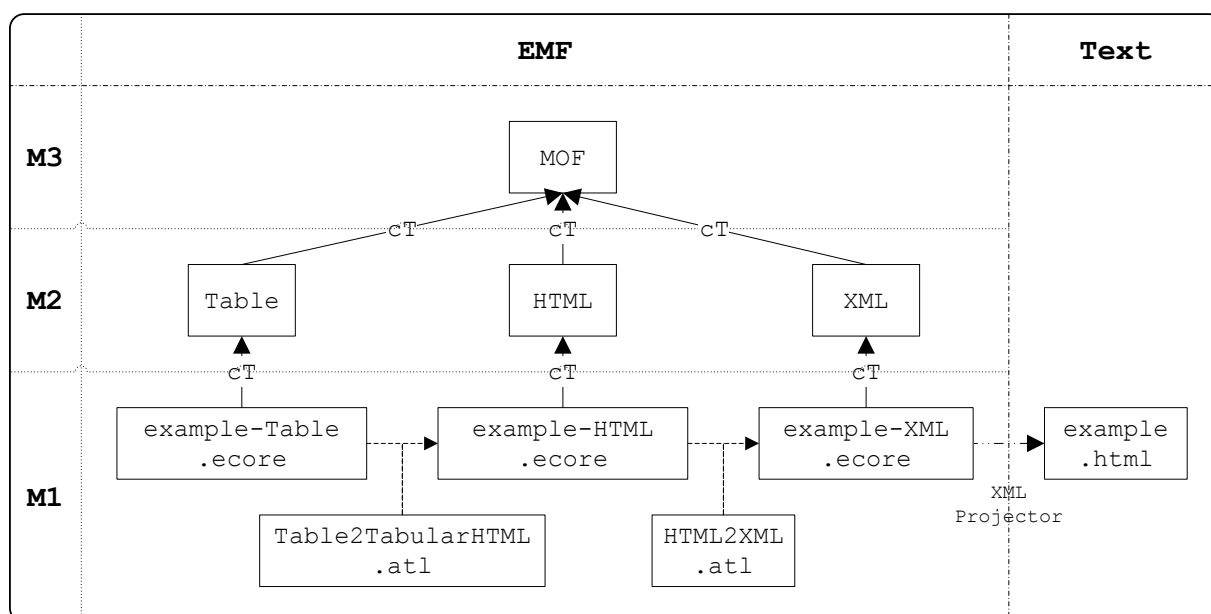 EMF
Text
M3
MOF
cT
cT
cT
M2
Table
HTML
XML
cT
cT
cT
M1
example-Table
.ecore
example-HTML
.ecore
example-XML
.ecore
example
.html
XML
Projector
Table2TabularHTML
.atl
HTML2XML
.atl